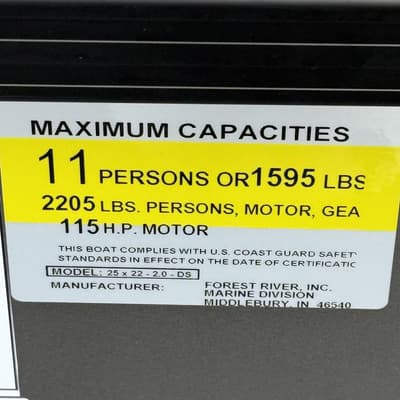 MAXIMUM CAPACITIES
11 PERSONS OR 1595 LBS
2205 LBS. PERSONS, MOTOR, GEA
115 H.P. MOTOR
THIS BOAT COMPLIES WITH U.S. COAST GUARD SAFET
STANDARDS IN EFFECT ON THE DATE OF CERTIFICATIC
MODEL: 25 x 22 - 2.0 - DS
MANUFACTURER: FOREST RIVER, INC.
MARINE DIVISION
MIDDLEBURY, IN 46540